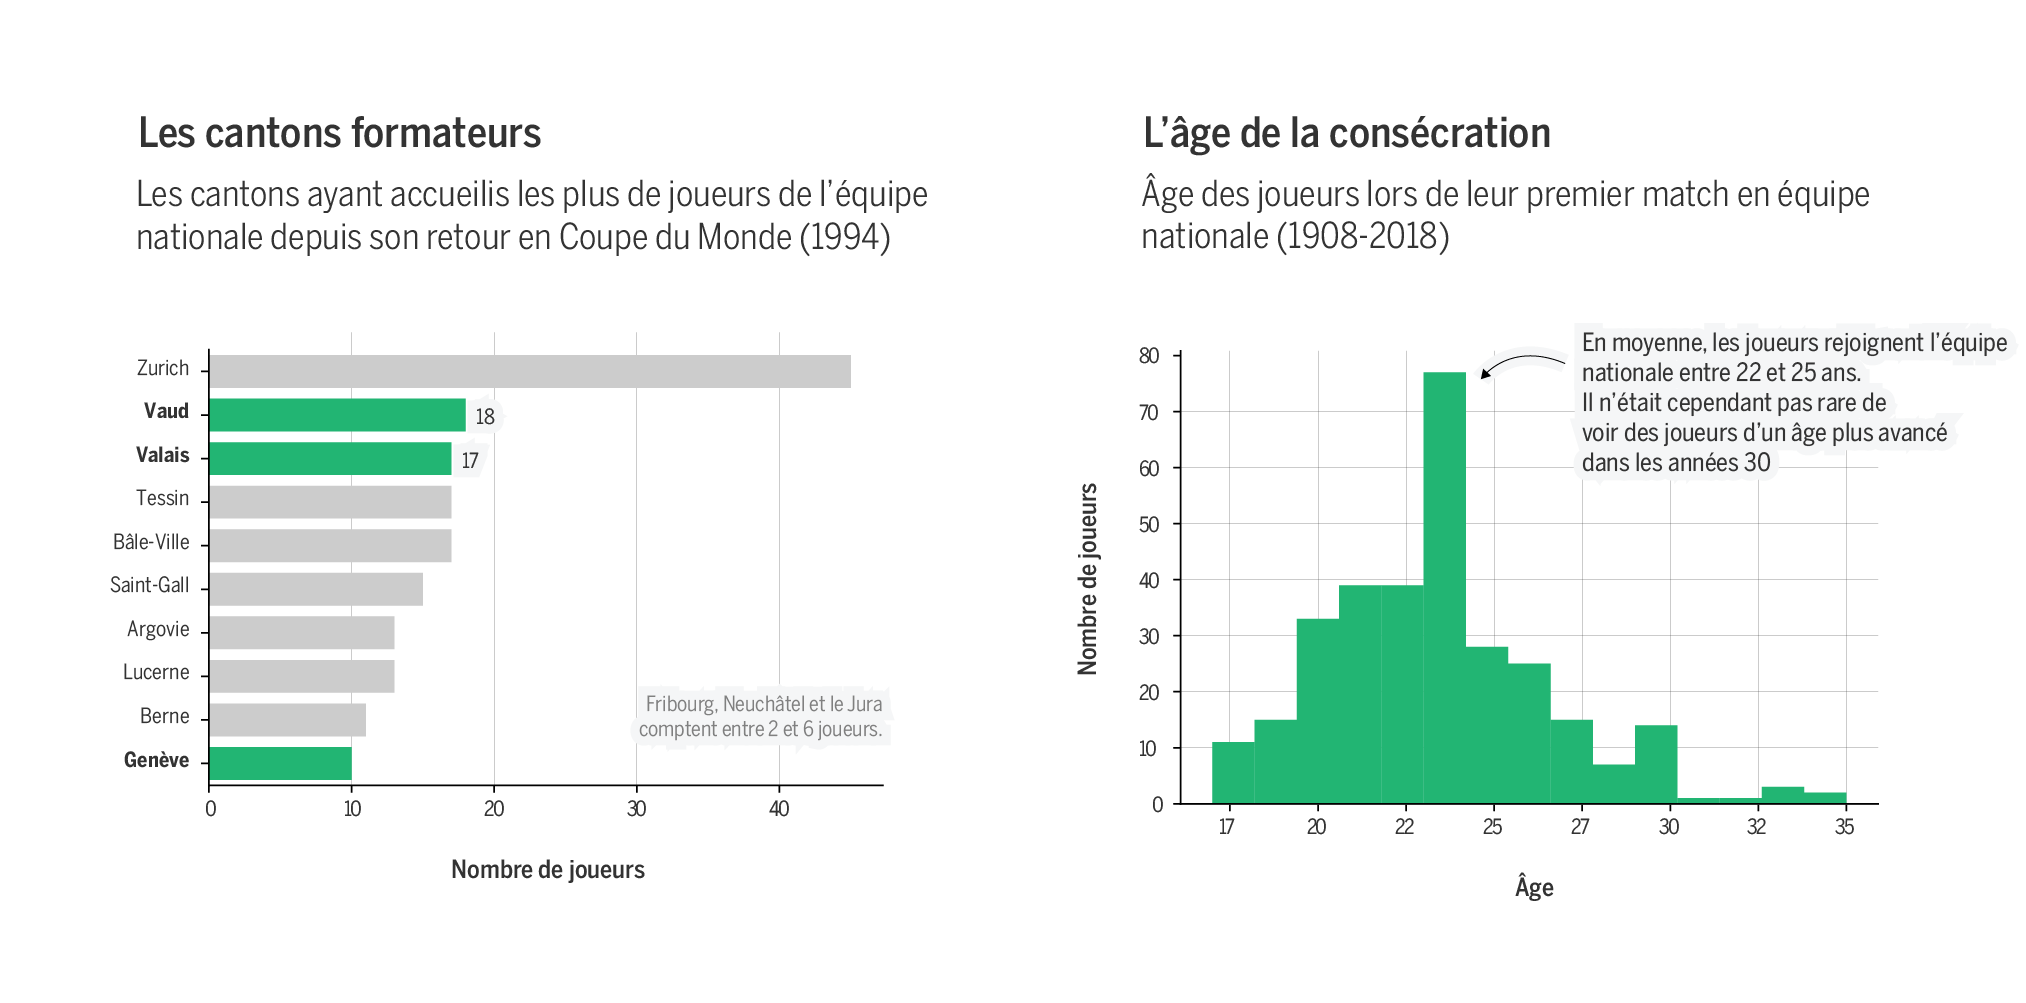 Les cantons formateurs
Les cantons ayant accueilis les plus de joueurs de l’équipe
nationale depuis son retour en Coupe du Monde (1994)
Zurich
Vaud
18
Valais
17
Tessin
Bâle-Ville
Saint-Gall
Argovie
Lucerne
Berne
Genève
Fribourg, Neuchâtel et le Jura
comptent entre 2 et 6 joueurs.
0 10 20 30 40
Nombre de joueurs
L’âge de la consécration
Âge des joueurs lors de leur premier match en équipe
nationale (1908-2018)
En moyenne, les joueurs rejoignent l’équipe
nationale entre 22 et 25 ans.
Il n’était cependant pas rare de
voir des joueurs d’un âge plus avancé
dans les années 30
Nombre de joueurs
80
70
60
50
40
30
20
10
0
17 20 22 25 27 30 32 35
Âge